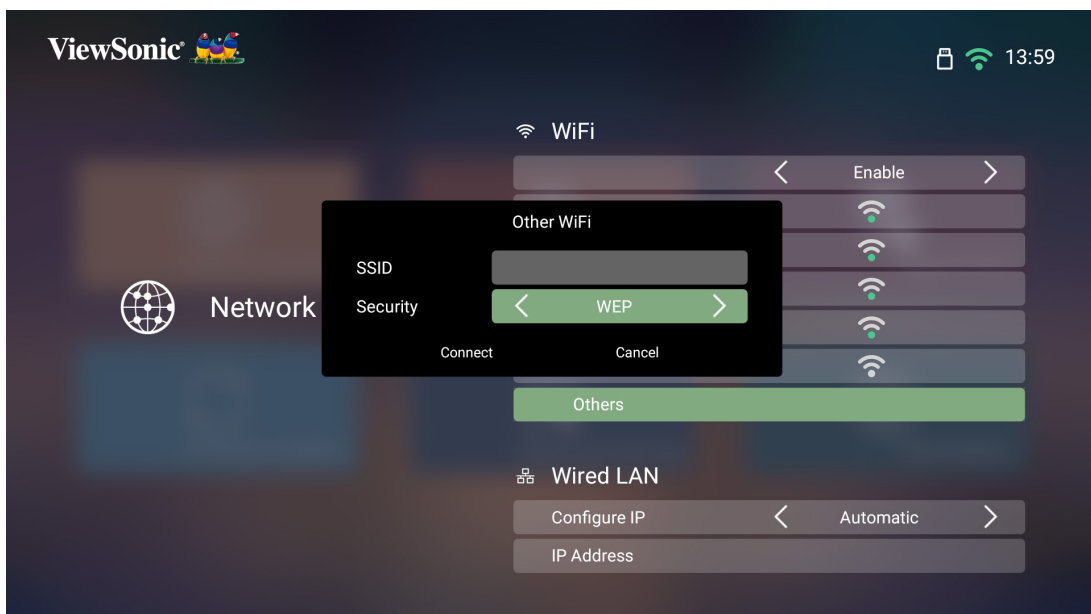 ViewSonic®
13:59
WiFi
Enable
Other WiFi
SSID
Network
Security
WEP
Connect
Cancel
Others
Wired LAN
Configure IP
Automatic
IP Address